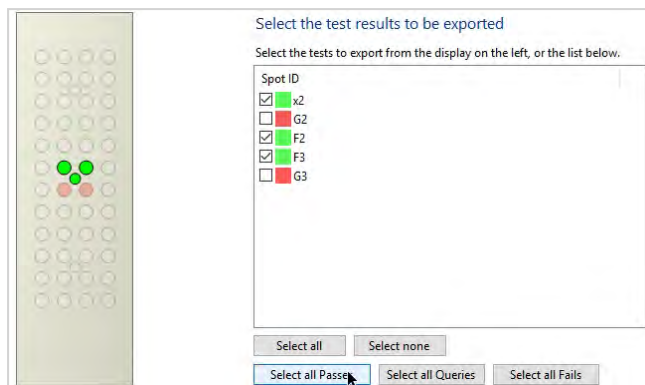 Select the test results to be exported
Select the tests to export from the display on the left, or the list below.
Spot ID
x2
G2
F2
F3
G3
Select all
Select none
Select all Passes
Select all Queries
Select all Fails